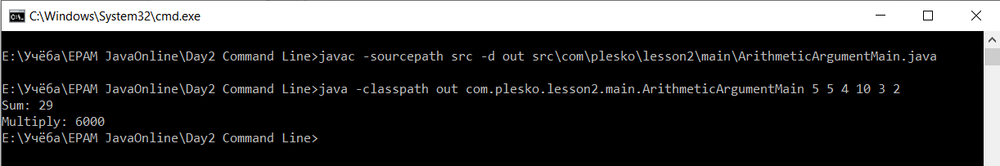 C:\Windows\System32\cmd.exe
E:\Учёба\EPAM JavaOnline\Day2 Command Line>javac -sourcepath src -d out src\com\plesko\lesson2\main\ArithmeticArgumentMain.java
E:\Учёба\EPAM JavaOnline\Day2 Command Line>java -classpath out com.plesko.lesson2.main.ArithmeticArgumentMain 5 5 4 10 3 2
Sum: 29
Multiply: 6000
E:\Учёба\EPAM JavaOnline\Day2 Command Line>